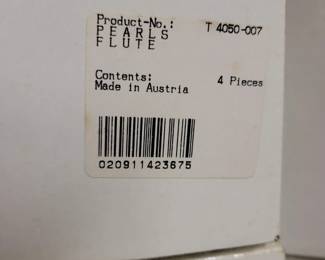 Product-No.: T 4050-007
PEARLS
FLUTE
Contents: 4 Pieces
Made in Austria
020911423675